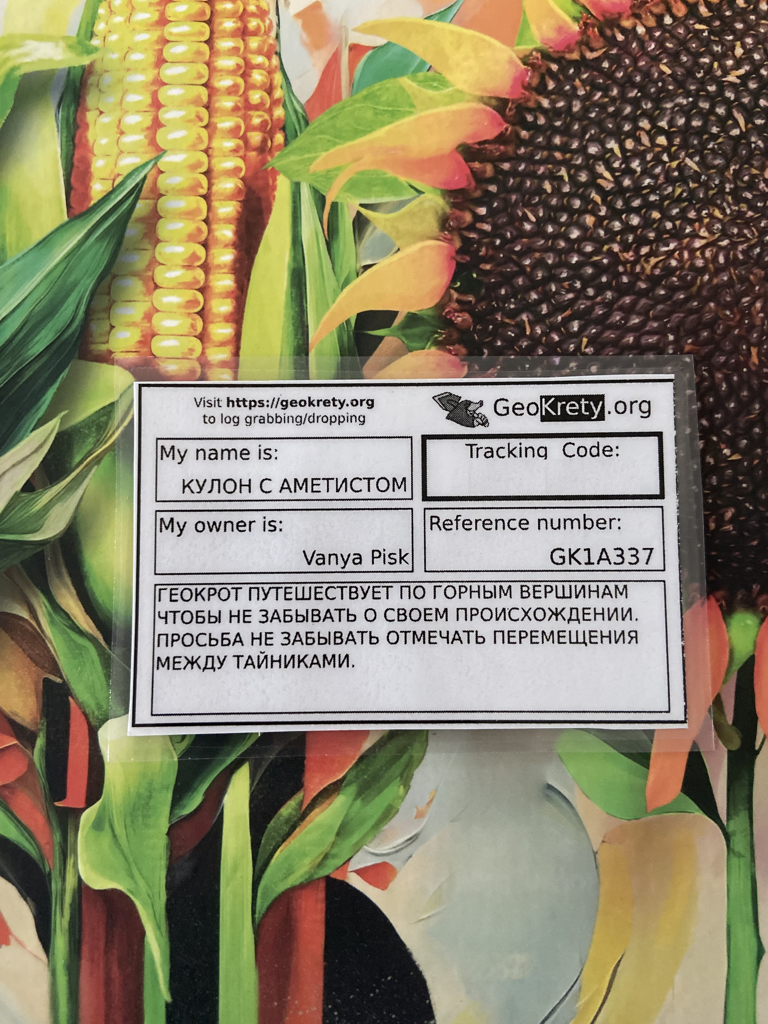 Visit https://geokrety.org
to log grabbing/dropping
GeoKrety.org
My name is:
КУЛОН С АМЕТИСТОМ
Tracking Code:
My owner is:
Vanya Pisk
Reference number:
GK1A337
ГЕОКРОТ ПУТЕШЕСТВУЕТ ПО ГОРНЫМ ВЕРШИНАМ
ЧТОБЫ НЕ ЗАБЫВАТЬ О СВОЕМ ПРОИСХОЖДЕНИИ.
ПРОСЬБА НЕ ЗАБЫВАТЬ ОТМЕЧАТЬ ПЕРЕМЕЩЕНИЯ
МЕЖДУ ТАЙНИКАМИ.